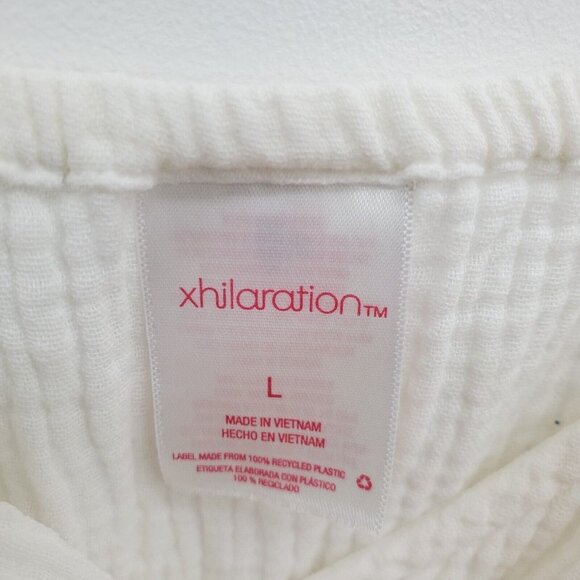 xhilaration™
L
MADE IN VIETNAM
HECHO EN VIETNAM
LABEL MADE FROM 100% RECYCLED PLASTIC
ETIQUETA ELABORADA CON PLÁSTICO
100 % RECICLADO